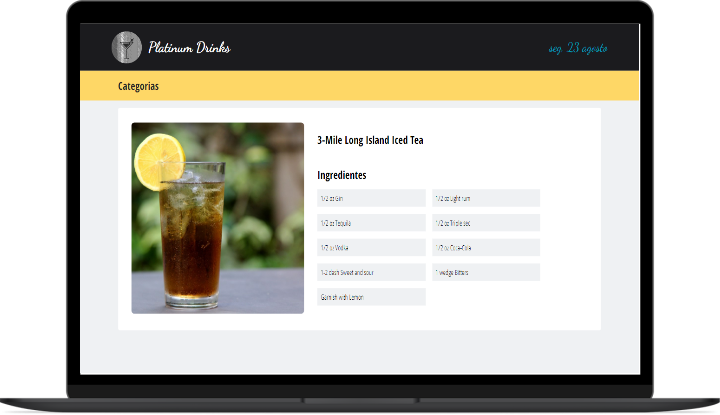 Platinum Drinks
seg, 23 agosto
Categorias
3-Mile Long Island Iced Tea
Ingredientes
1/2 oz Gin
1/2 oz Light rum
1/2 oz Tequila
1/2 oz Triple sec
1/2 oz Vodka
1/2 oz Coca-Cola
1-2 dash Sweet and sour
1 wedge Bitters
Garnish with Lemon